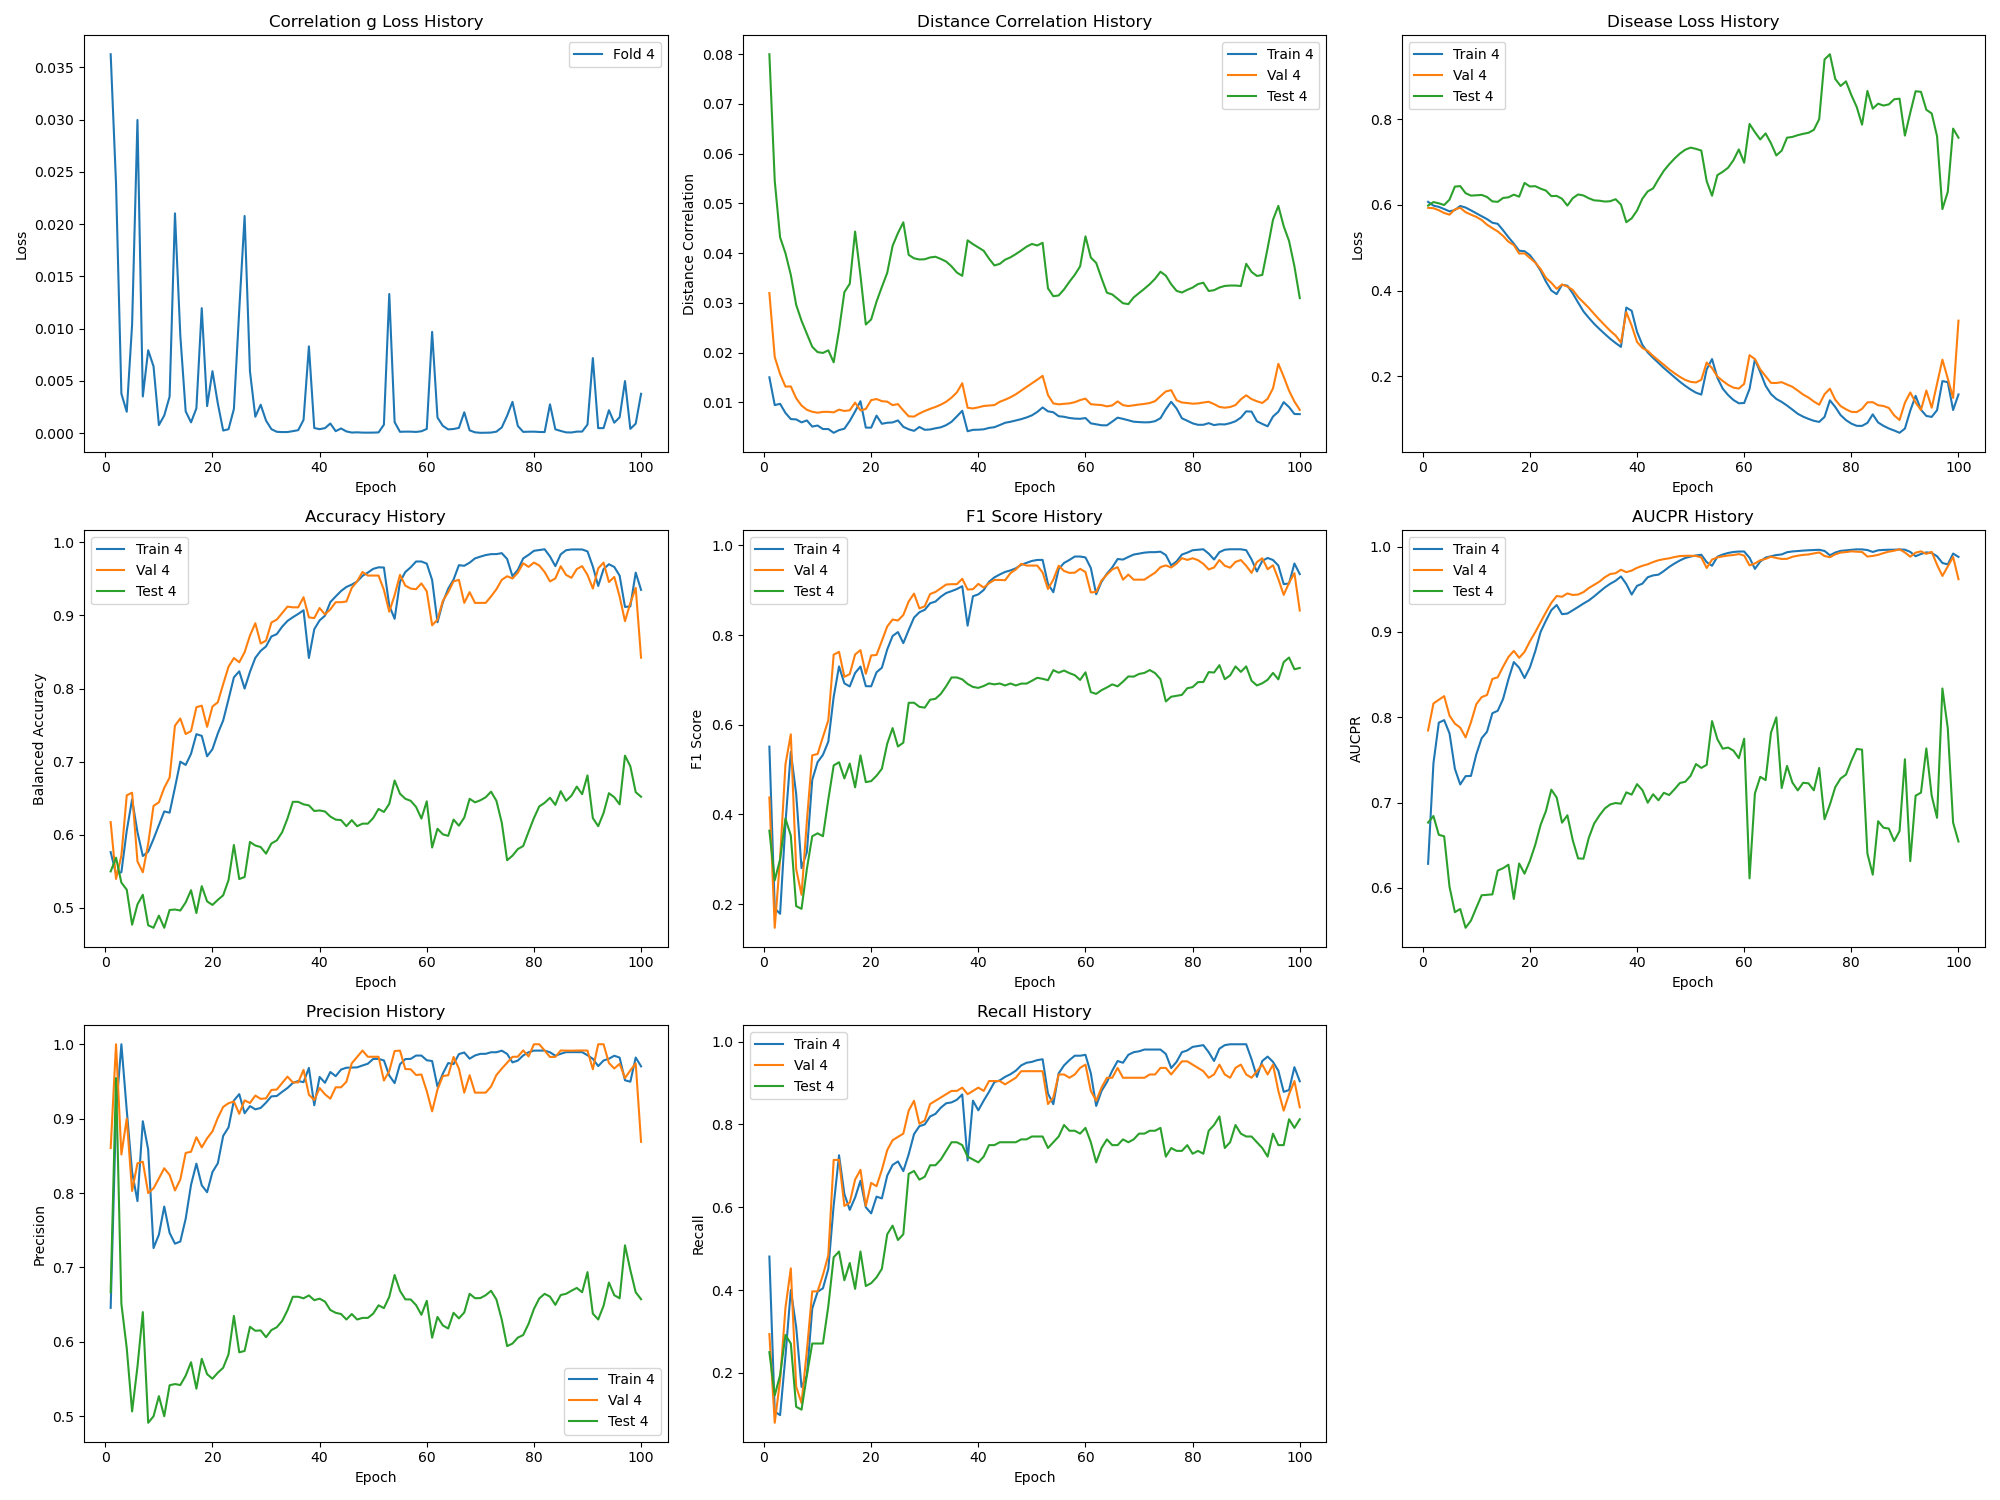 Correlation g Loss History
Fold 4
0.035
0.030
0.025
0.020
0.015
0.010
0.005
0.000
Loss
0 20 40 60 80 100
Epoch
Distance Correlation History
Train 4
Val 4
Test 4
0.08
0.07
0.06
0.05
0.04
0.03
0.02
0.01
Distance Correlation
0 20 40 60 80 100
Epoch
Disease Loss History
Train 4
Val 4
Test 4
0.8
0.6
0.4
0.2
Loss
0 20 40 60 80 100
Epoch
Accuracy History
Train 4
Val 4
Test 4
1.0
0.9
0.8
0.7
0.6
0.5
Balanced Accuracy
0 20 40 60 80 100
Epoch
F1 Score History
Train 4
Val 4
Test 4
1.0
0.8
0.6
0.4
0.2
F1 Score
0 20 40 60 80 100
Epoch
AUCPR History
Train 4
Val 4
Test 4
1.0
0.9
0.8
0.7
0.6
AUCPR
0 20 40 60 80 100
Epoch
Precision History
1.0
0.9
0.8
0.7
0.6
0.5
Precision
Train 4
Val 4
Test 4
0 20 40 60 80 100
Epoch
Recall History
Train 4
Val 4
Test 4
1.0
0.8
0.6
0.4
0.2
Recall
0 20 40 60 80 100
Epoch